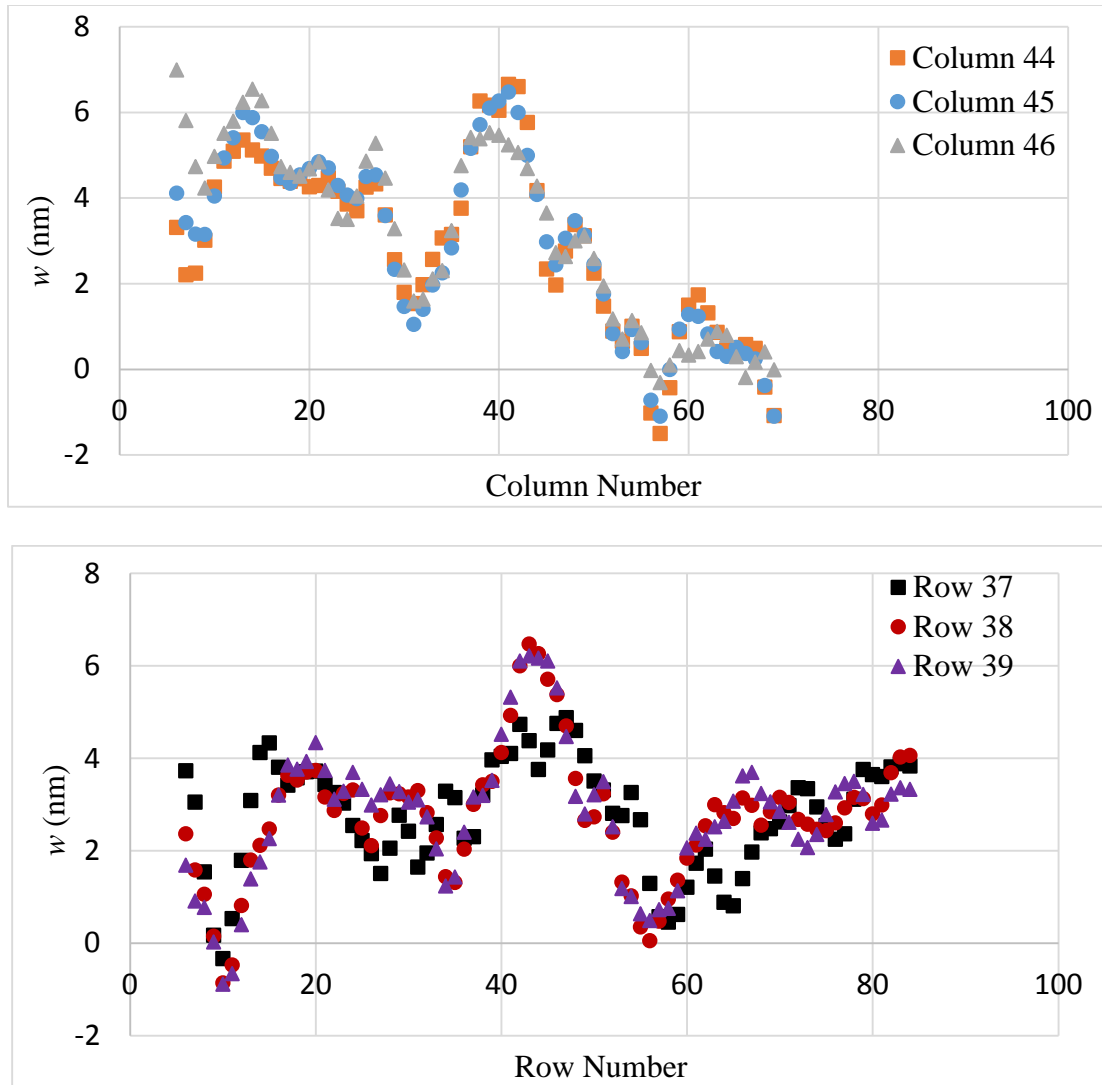 8
Column 44
6
Column 45
Column 46
4
w (nm)
2
0
0 20 40 60 80 100
-2
Column Number
8
Row 37
6
Row 38
Row 39
4
w (nm)
2
0
0 20 40 60 80 100
-2
Row Number